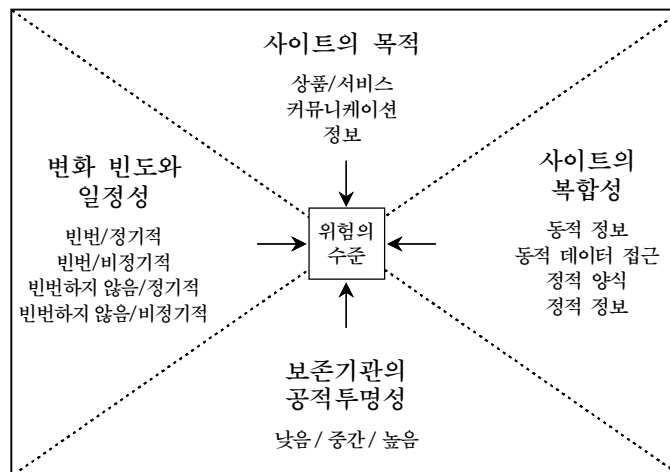 사이트의 목적
상품/서비스
커뮤니케이션
정보
변화 빈도와
일정성
빈번/정기적
빈번/비정기적
빈번하지 않음/정기적
빈번하지 않음/비정기적
위험의
수준
사이트의
복합성
동적 정보
동적 데이터 접근
정적 양식
정적 정보
보존기관의
공적투명성
낮음 / 중간 / 높음